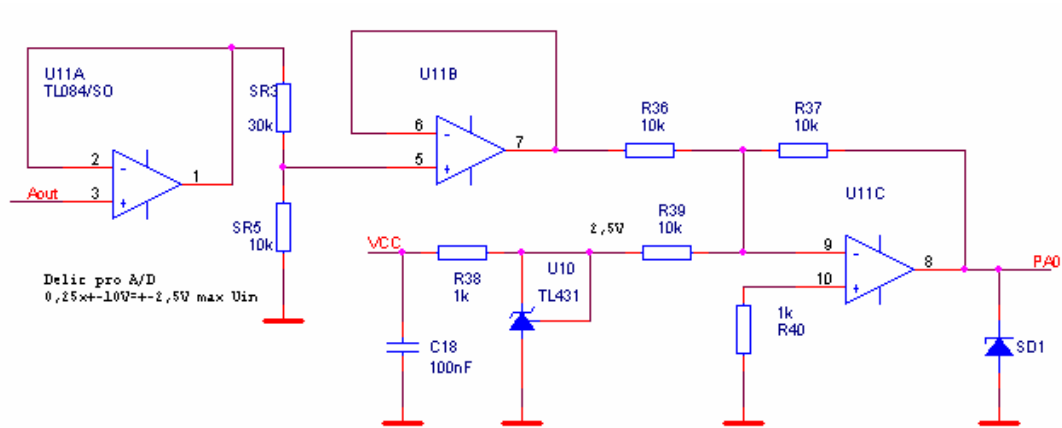 U11A
TL084/SO
2
3
1
Aout
SR3
30k
SR5
10k
Delic pro A/D
0,25x+-10V=+-2,5V max Uin
U11B
6
5
7
R36
10k
R37
10k
VCC
R38
1k
C18
100nF
2,5V
U10
TL431
R39
10k
U11C
9
10
8
1k
R40
PA0
SD1